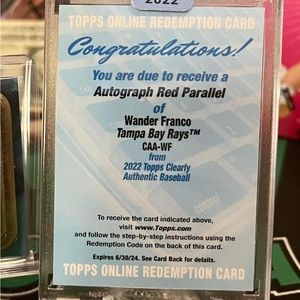 2022
TOPPS ONLINE REDEMPTION CARD
Congratulations!
You are due to receive a
Autograph Red Parallel
of
Wander Franco
Tampa Bay Rays™
CAA-WF
from
2022 Topps Clearly
Authentic Baseball
To receive the card indicated above,
visit www.Topps.com
and follow the step-by-step instructions using the
Redemption Code on the back of this card.
Expires 6/30/24. See Card Back for details.
TOPPS ONLINE REDEMPTION CARD